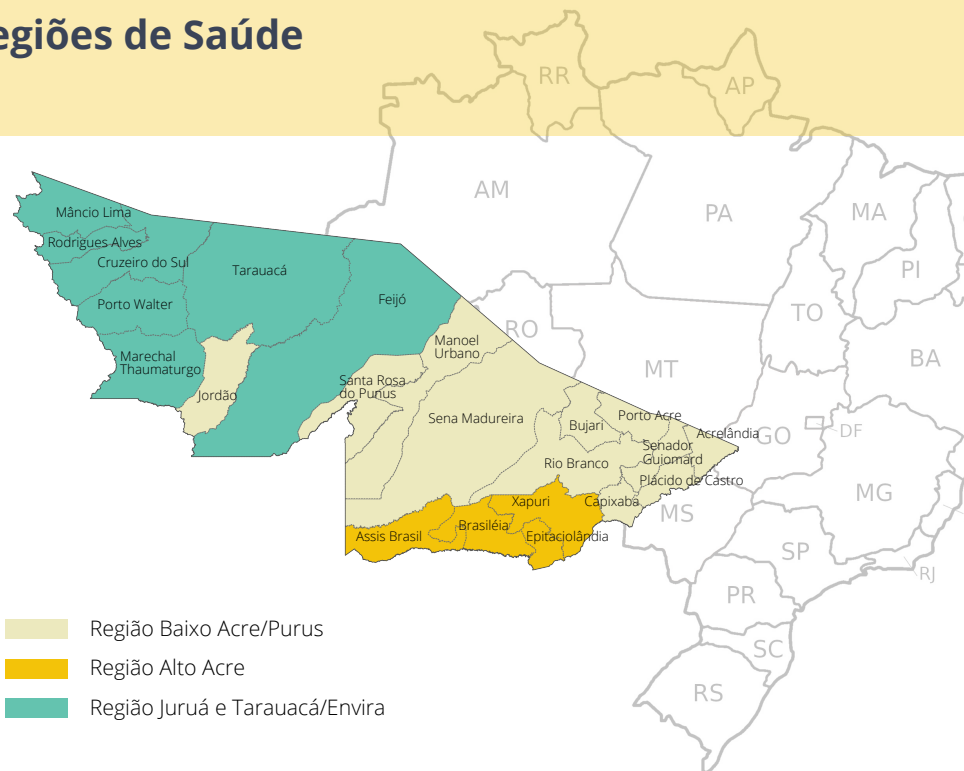 egiões de Saúde
RR
AP
AM
PA
MA
PI
RO
TO
MT
BA
GO
DF
MG
MS
SP
RJ
PR
SC
RS
Mâncio Lima
Rodrigues Alves
Cruzeiro do Sul
Tarauacá
Porto Walter
Feijó
Marechal
Thaumaturgo
Jordão
Manoel
Urbano
Santa Rosa
do Purus
Sena Madureira
Bujari
Porto Acre
Acrelândia
Senador
Guiomard
Rio Branco
Plácido de Castro
Xapuri
Capixaba
Brasiléia
Assis Brasil
Epitaciolândia
Região Baixo Acre/Purus
Região Alto Acre
Região Juruá e Tarauacá/Envira